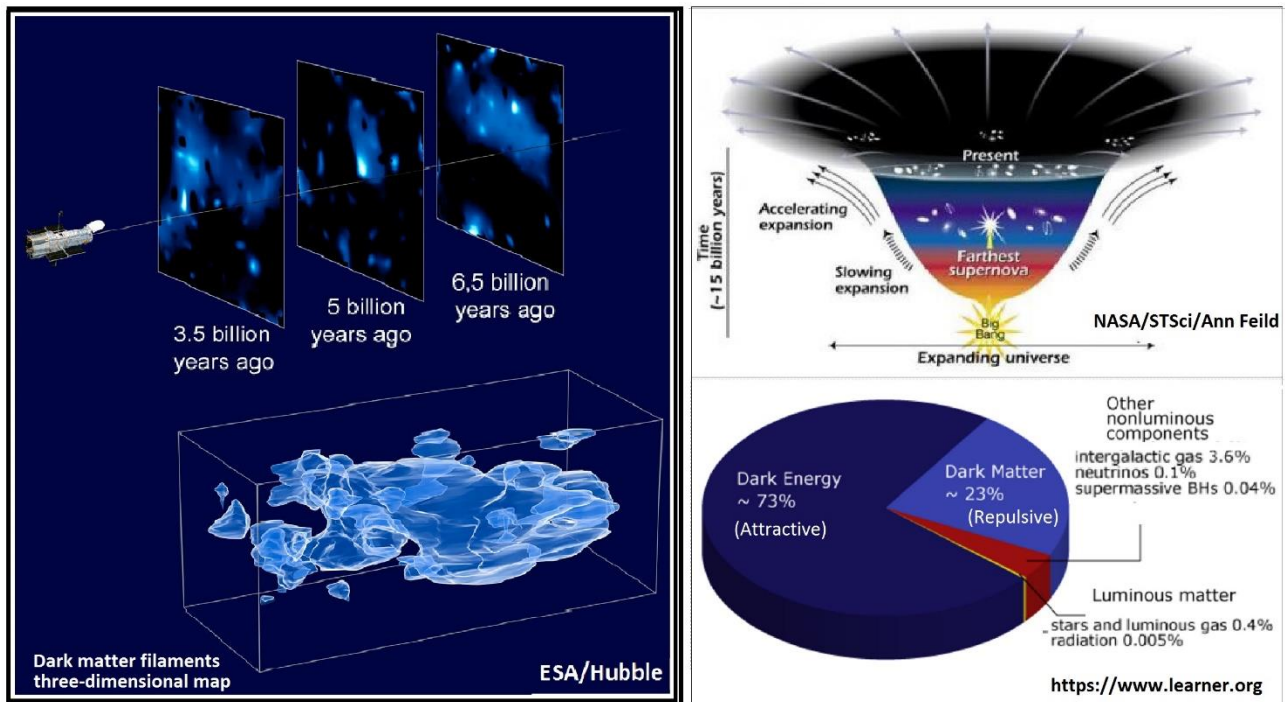 3.5 billion
years ago
5 billion
years ago
6,5 billion
years ago
Dark matter filaments
three-dimensional map
ESA/Hubble
Present
Accelerating
expansion
Farthest
supernova
Slowing
expansion
Time
(~15 billion years)
Big
Bang
Expanding universe
NASA/STSci/Ann Feild
Dark Energy
~ 73%
(Attractive)
Dark Matter
~ 23%
(Repulsive)
Other
nonluminous
components
intergalactic gas 3.6%
neutrinos 0.1%
supermassive BHs 0.04%
Luminous matter
stars and luminous gas 0.4%
radiation 0.005%
https://www.learner.org